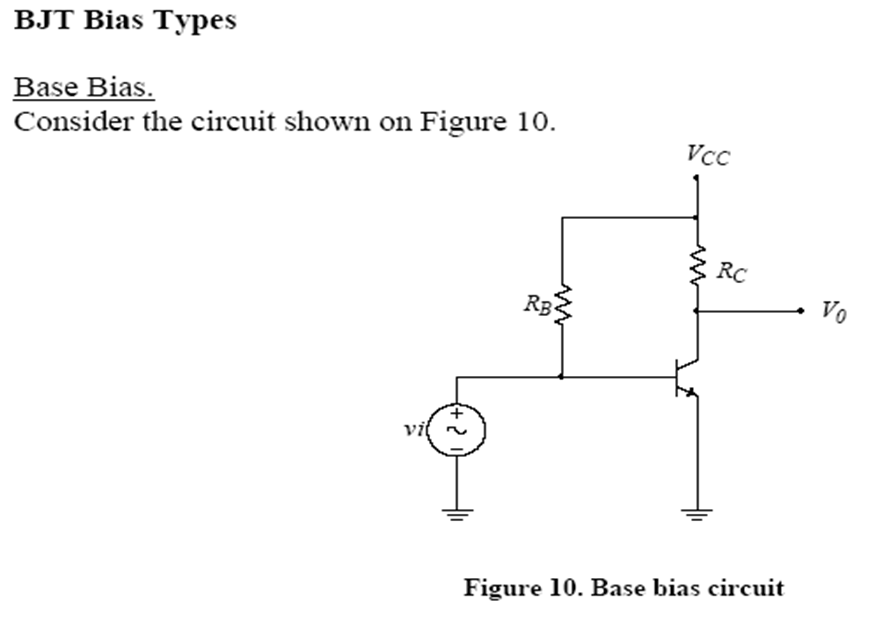 BJT Bias Types
Base Bias.
Consider the circuit shown on Figure 10.
VCC
RC
RB
V0
vi
+
~
−
Figure 10. Base bias circuit